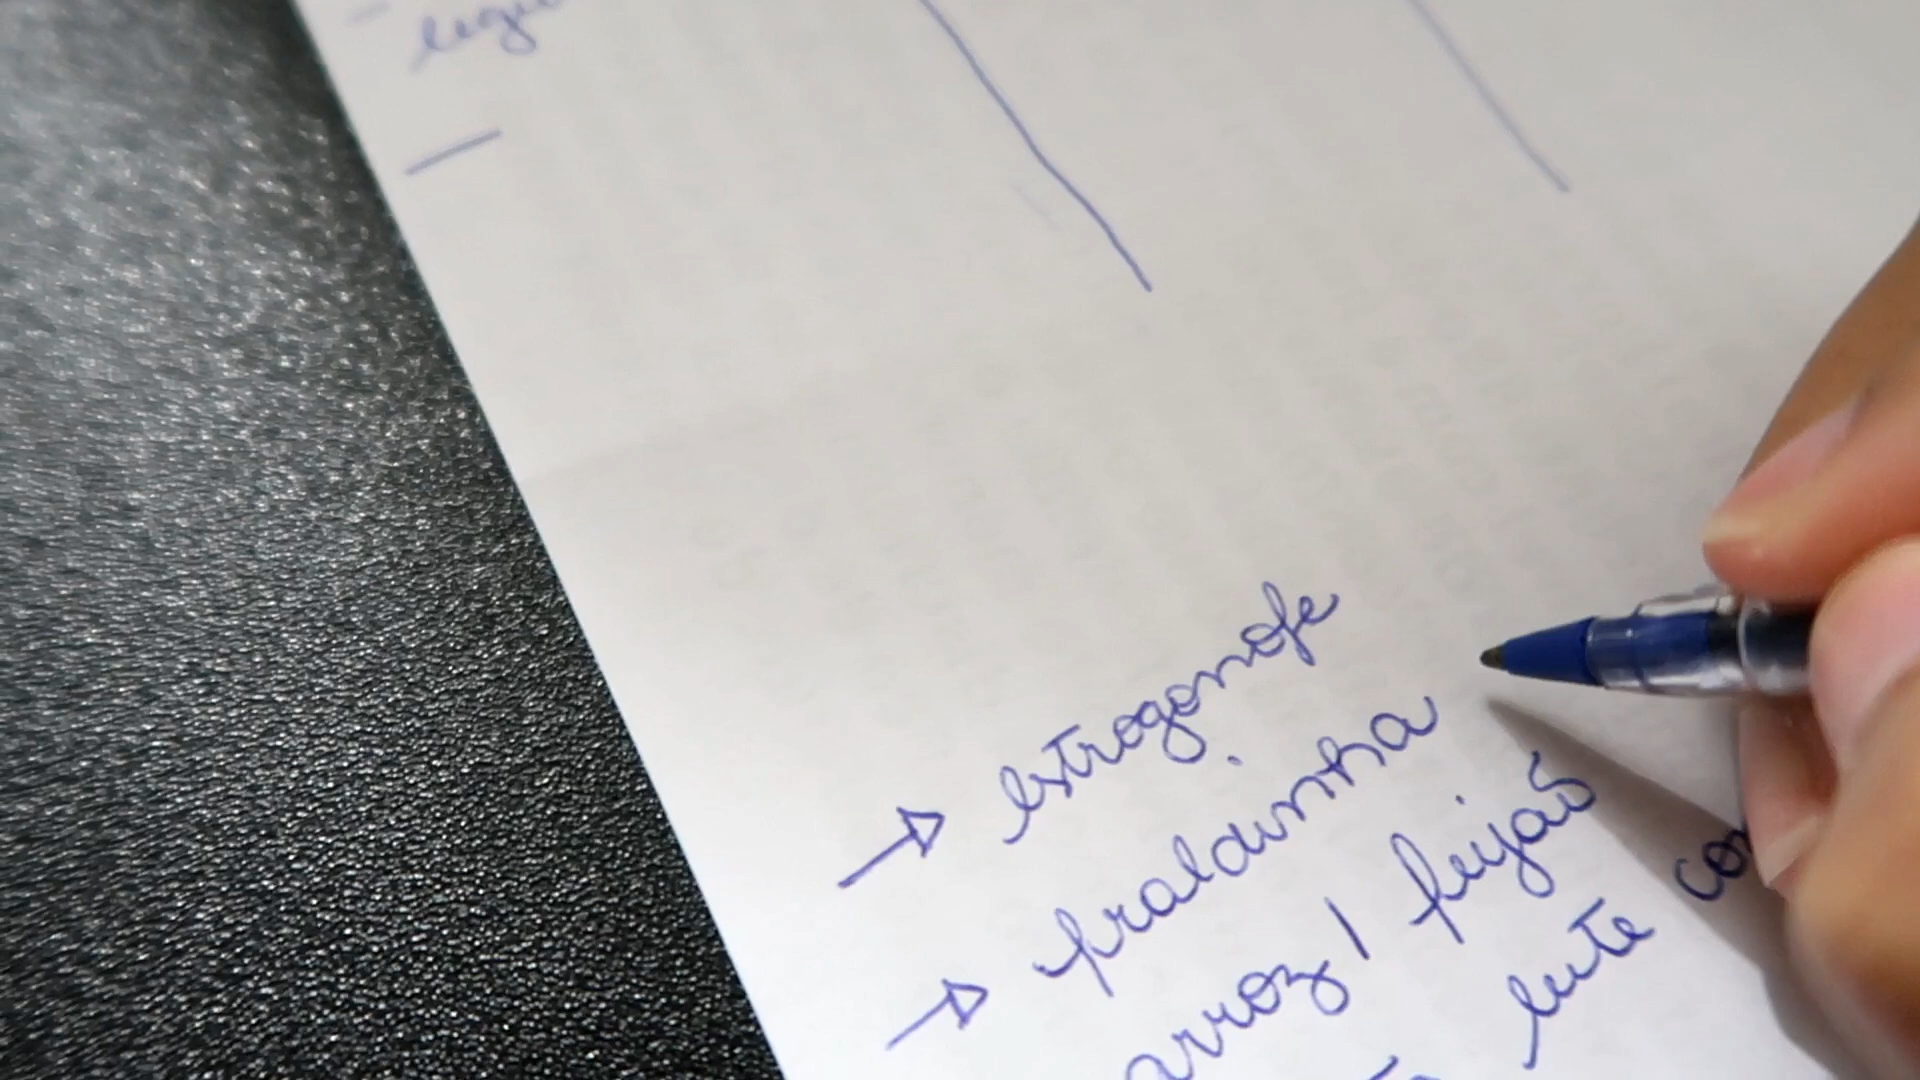 → estrogonofe
→ fraldinha
arroz / feijão
leite con